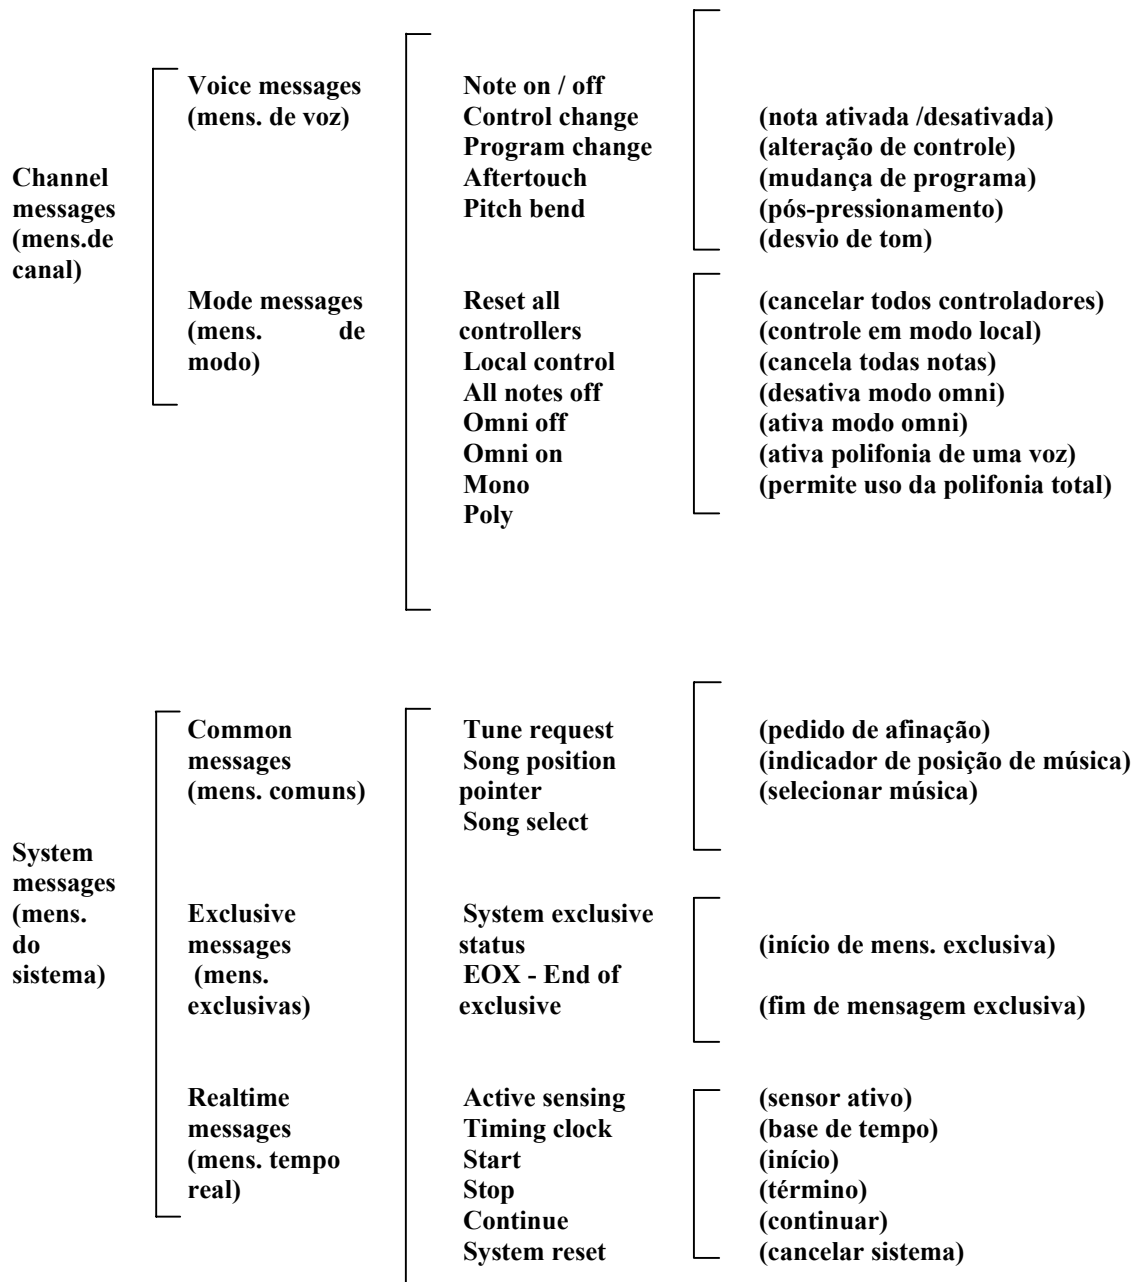 Channel
messages
(mens.de
canal)
Voice messages
(mens. de voz)
Note on / off
Control change
Program change
Aftertouch
Pitch bend
(nota ativada /desativada)
(alteração de controle)
(mudança de programa)
(pós-pressionamento)
(desvio de tom)
Mode messages
(mens. de
modo)
Reset all
controllers
Local control
All notes off
Omni off
Omni on
Mono
Poly
(cancelar todos controladores)
(controle em modo local)
(cancela todas notas)
(desativa modo omni)
(ativa modo omni)
(ativa polifonia de uma voz)
(permite uso da polifonia total)
System
messages
(mens.
do
sistema)
Common
messages
(mens. comuns)
Tune request
Song position
pointer
Song select
(pedido de afinação)
(indicador de posição de música)
(selecionar música)
Exclusive
messages
(mens.
exclusivas)
System exclusive
status
EOX - End of
exclusive
(início de mens. exclusiva)
(fim de mensagem exclusiva)
Realtime
messages
(mens. tempo
real)
Active sensing
Timing clock
Start
Stop
Continue
System reset
(sensor ativo)
(base de tempo)
(início)
(término)
(continuar)
(cancelar sistema)